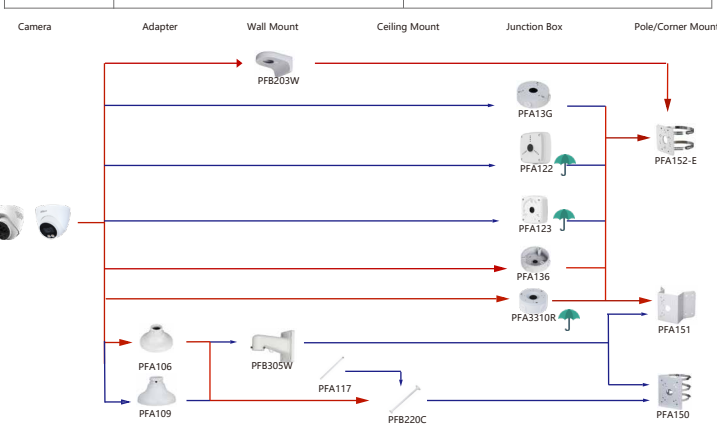 Camera Adapter Wall Mount Ceiling Mount Junction Box Pole/Corner Mount
PFB203W
PFA13G
PFA122
PFA152-E
PFA123
PFA136
PFA3310R
PFA151
PFA106
PFB305W
PFA117
PFA109
PFB220C
PFA150